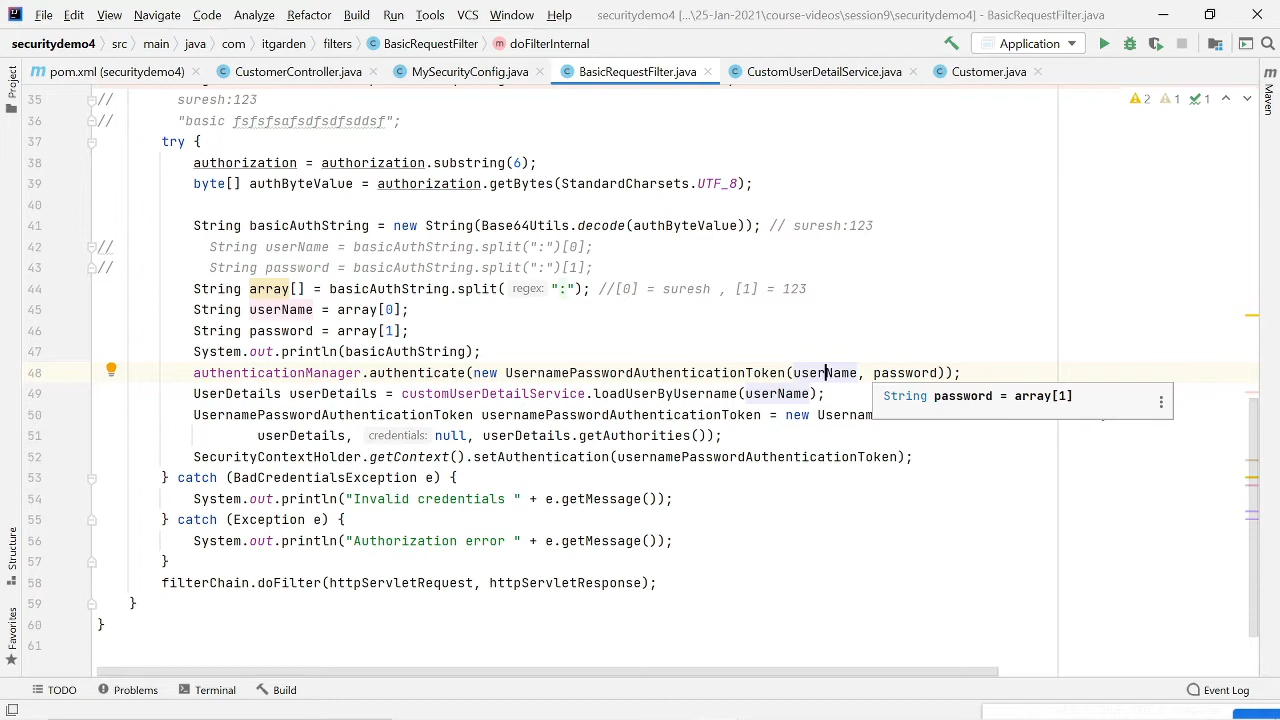 File Edit View Navigate Code Analyze Refactor Build Run Tools VCS Window Help securitydemo4 [...\25-Jan-2021\course-videos\session9\securitydemo4] - BasicRequestFilter.java
securitydemo4 src main java com itgarden filters BasicRequestFilter doFilterInternal Application
pom.xml (securitydemo4) CustomerController.java MySecurityConfig.java BasicRequestFilter.java CustomUserDetailService.java Customer.java
Project
Maven
2 1 1
35 // suresh:123
36 // "basic fsfsfsafsdfsdfsddsf";
37 try {
38 authorization = authorization.substring(6);
39 byte[] authByteValue = authorization.getBytes(StandardCharsets.UTF_8);
40
41 String basicAuthString = new String(Base64Utils.decode(authByteValue)); // suresh:123
42 // String userName = basicAuthString.split(":")[0];
43 // String password = basicAuthString.split(":")[1];
44 String array[] = basicAuthString.split( regex: ":"); //[0] = suresh , [1] = 123
45 String userName = array[0];
46 String password = array[1];
47 System.out.println(basicAuthString);
48 authenticationManager.authenticate(new UsernamePasswordAuthenticationToken(userName, password));
49 UserDetails userDetails = customUserDetailService.loadUserByUsername(userName);
String password = array[1]
50 UsernamePasswordAuthenticationToken usernamePasswordAuthenticationToken = new Usernam
51 userDetails, credentials: null, userDetails.getAuthorities());
52 SecurityContextHolder.getContext().setAuthentication(usernamePasswordAuthenticationToken);
53 } catch (BadCredentialsException e) {
54 System.out.println("Invalid credentials " + e.getMessage());
55 } catch (Exception e) {
56 System.out.println("Authorization error " + e.getMessage());
57 }
58 filterChain.doFilter(httpServletRequest, httpServletResponse);
59 }
60 }
61
Structure
Favorites
TODO Problems Terminal Build Event Log